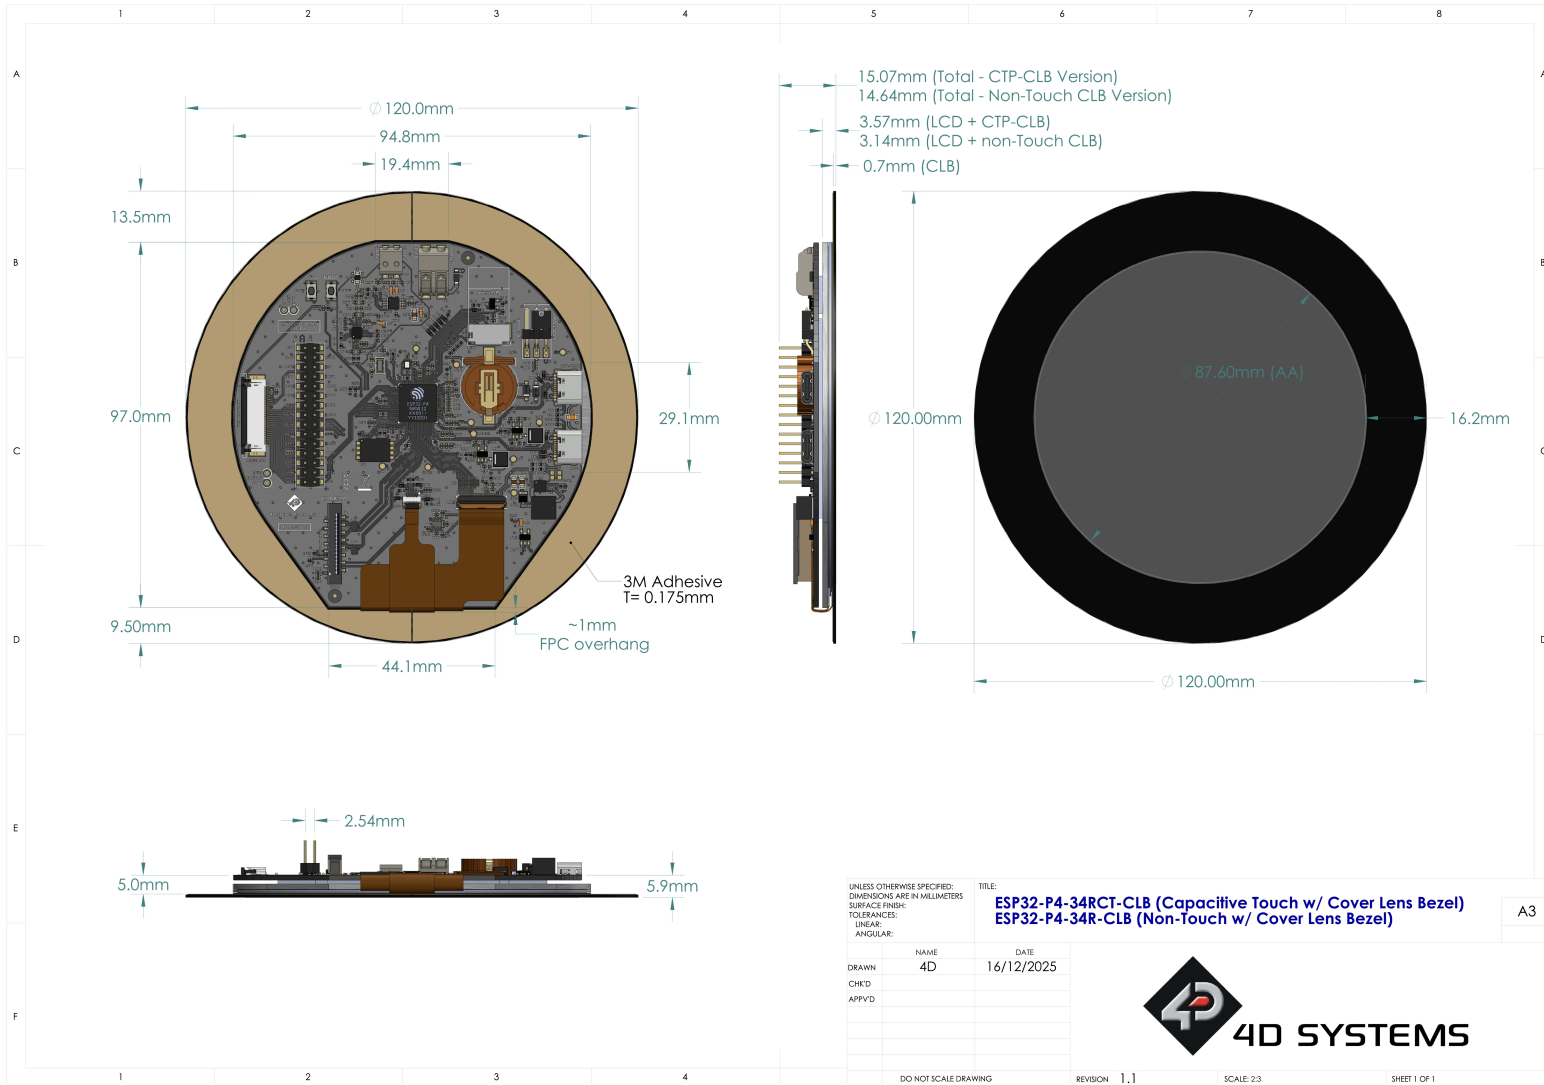 1 2 3 4 5 6 7 8
A
B
C
D
E
F
A
⌀ 120.0mm
94.8mm
19.4mm
13.5mm
97.0mm
9.50mm
29.1mm
44.1mm
3M Adhesive
T= 0.175mm
~1mm
FPC overhang
ESP32-P4
15.07mm (Total - CTP-CLB Version)
14.64mm (Total - Non-Touch CLB Version)
3.57mm (LCD + CTP-CLB)
3.14mm (LCD + non-Touch CLB)
0.7mm (CLB)
⌀ 87.60mm (AA)
⌀ 120.00mm
16.2mm
⌀ 120.00mm
2.54mm
5.0mm
5.9mm
UNLESS OTHERWISE SPECIFIED:
DIMENSIONS ARE IN MILLIMETERS
SURFACE FINISH:
TOLERANCES:
LINEAR:
ANGULAR:
TITLE:
ESP32-P4-34RCT-CLB (Capacitive Touch w/ Cover Lens Bezel)
ESP32-P4-34R-CLB (Non-Touch w/ Cover Lens Bezel)
A3
NAME DATE
DRAWN 4D 16/12/2025
CHK'D
APPV'D
4D SYSTEMS
DO NOT SCALE DRAWING
REVISION 1.1
SCALE: 2:3
SHEET 1 OF 1
1 2 3 4